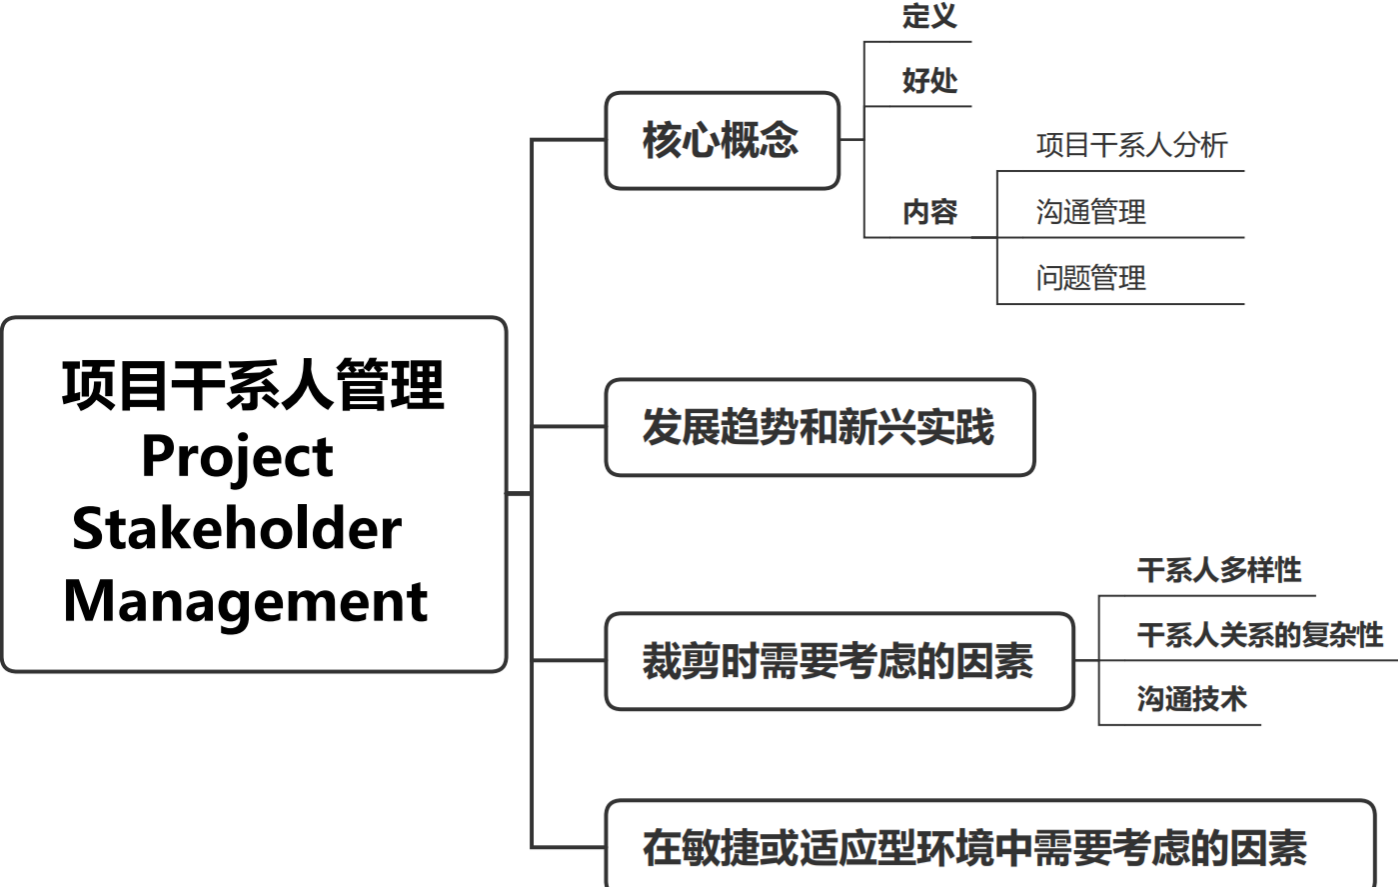 项目干系人管理
Project
Stakeholder
Management
核心概念
定义
好处
内容
项目干系人分析
沟通管理
问题管理
发展趋势和新兴实践
裁剪时需要考虑的因素
干系人多样性
干系人关系的复杂性
沟通技术
在敏捷或适应型环境中需要考虑的因素